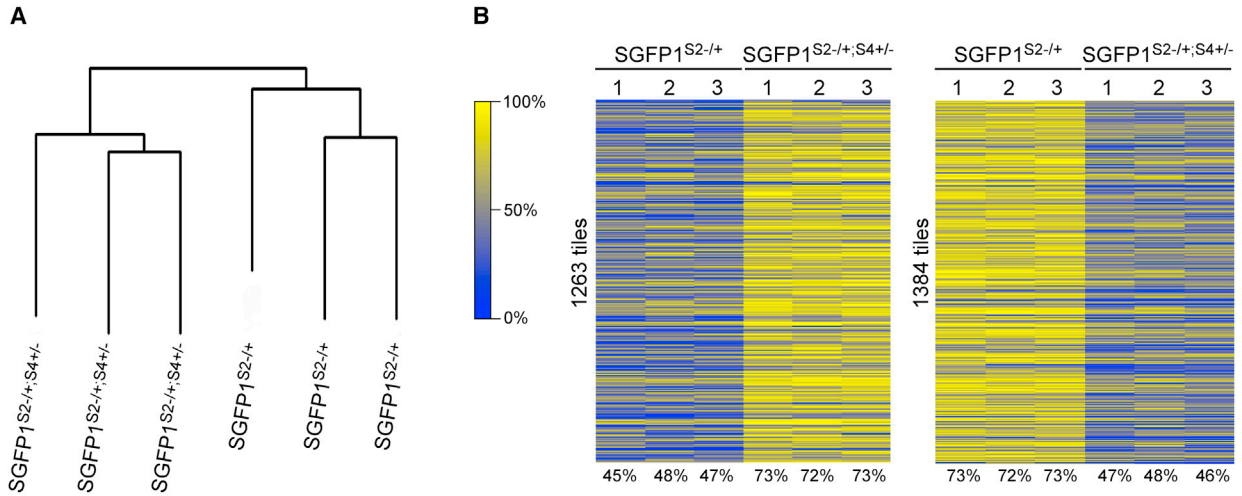 A
SGFP1S2-/+;S4+/-
SGFP1S2-/+;S4+/-
SGFP1S2-/+;S4+/-
SGFP1S2-/+
SGFP1S2-/+
SGFP1S2-/+
B
100%
50%
0%
SGFP1S2-/+ SGFP1S2-/+;S4+/-
1 2 3 1 2 3
1263 tiles
45% 48% 47% 73% 72% 73%
SGFP1S2-/+ SGFP1S2-/+;S4+/-
1 2 3 1 2 3
1384 tiles
73% 72% 73% 47% 48% 46%